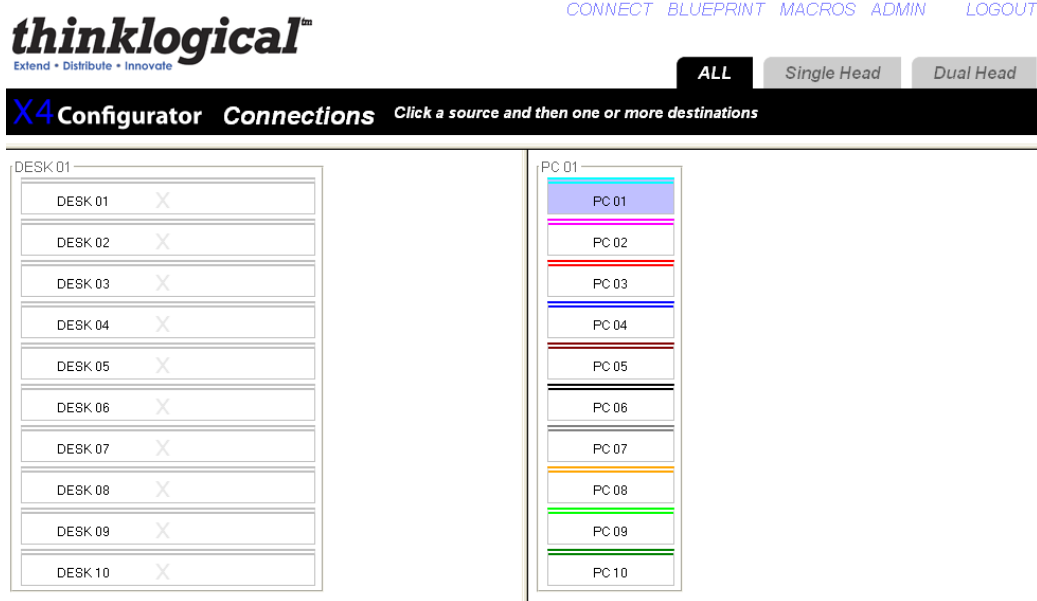 CONNECT BLUEPRINT MACROS ADMIN LOGOUT
thinklogical™
Extend • Distribute • Innovate
ALL Single Head Dual Head
X4 Configurator Connections Click a source and then one or more destinations
DESK 01
DESK 01 X
DESK 02 X
DESK 03 X
DESK 04 X
DESK 05 X
DESK 06 X
DESK 07 X
DESK 08 X
DESK 09 X
DESK 10 X
PC 01
PC 01
PC 02
PC 03
PC 04
PC 05
PC 06
PC 07
PC 08
PC 09
PC 10